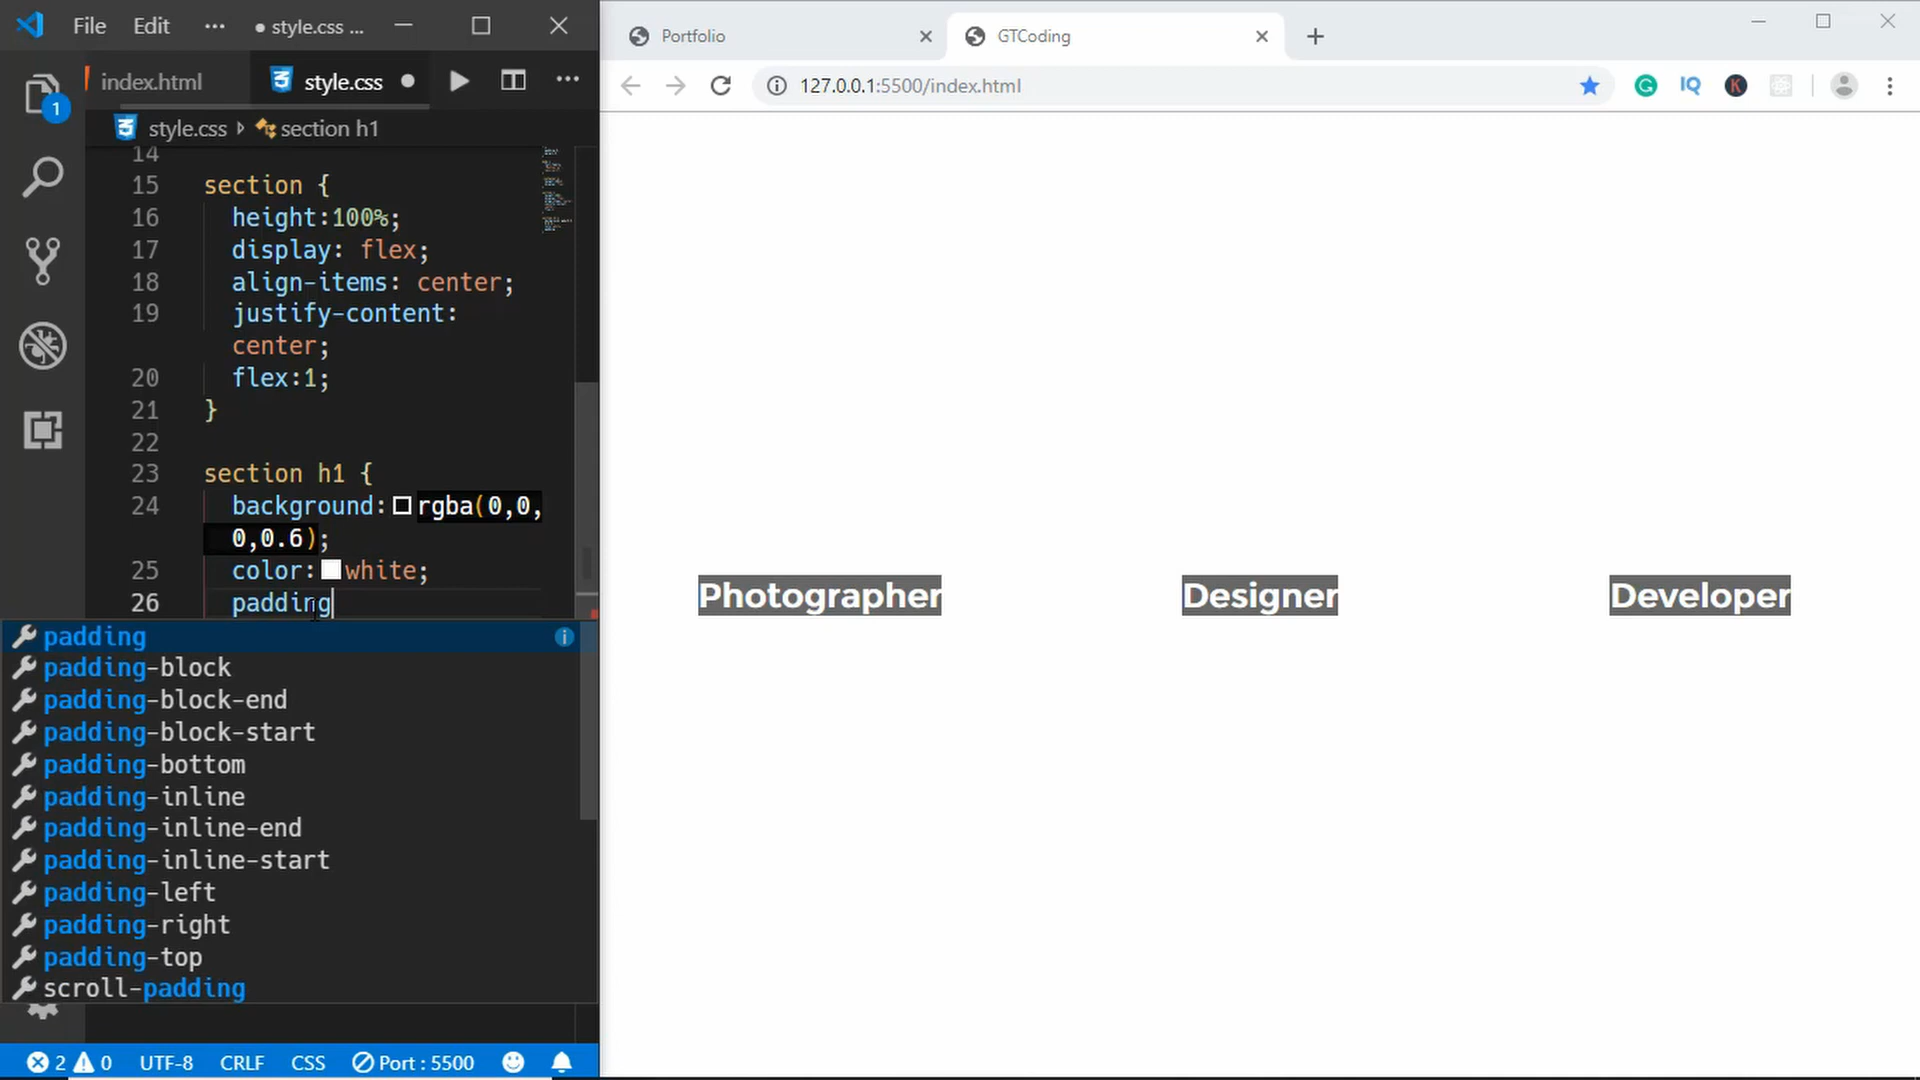 File Edit ··· ● style.css ...
index.html style.css ●
style.css section h1
14
15 section {
16 height:100%;
17 display: flex;
18 align-items: center;
19 justify-content:
center;
20 flex:1;
21 }
22
23 section h1 {
24 background: rgba(0,0,
0,0.6);
25 color: white;
26 padding
padding
padding-block
padding-block-end
padding-block-start
padding-bottom
padding-inline
padding-inline-end
padding-inline-start
padding-left
padding-right
padding-top
scroll-padding
1
2 0 UTF-8 CRLF CSS Port : 5500
Portfolio GTCoding
127.0.0.1:5500/index.html
IQ K
Photographer Designer Developer